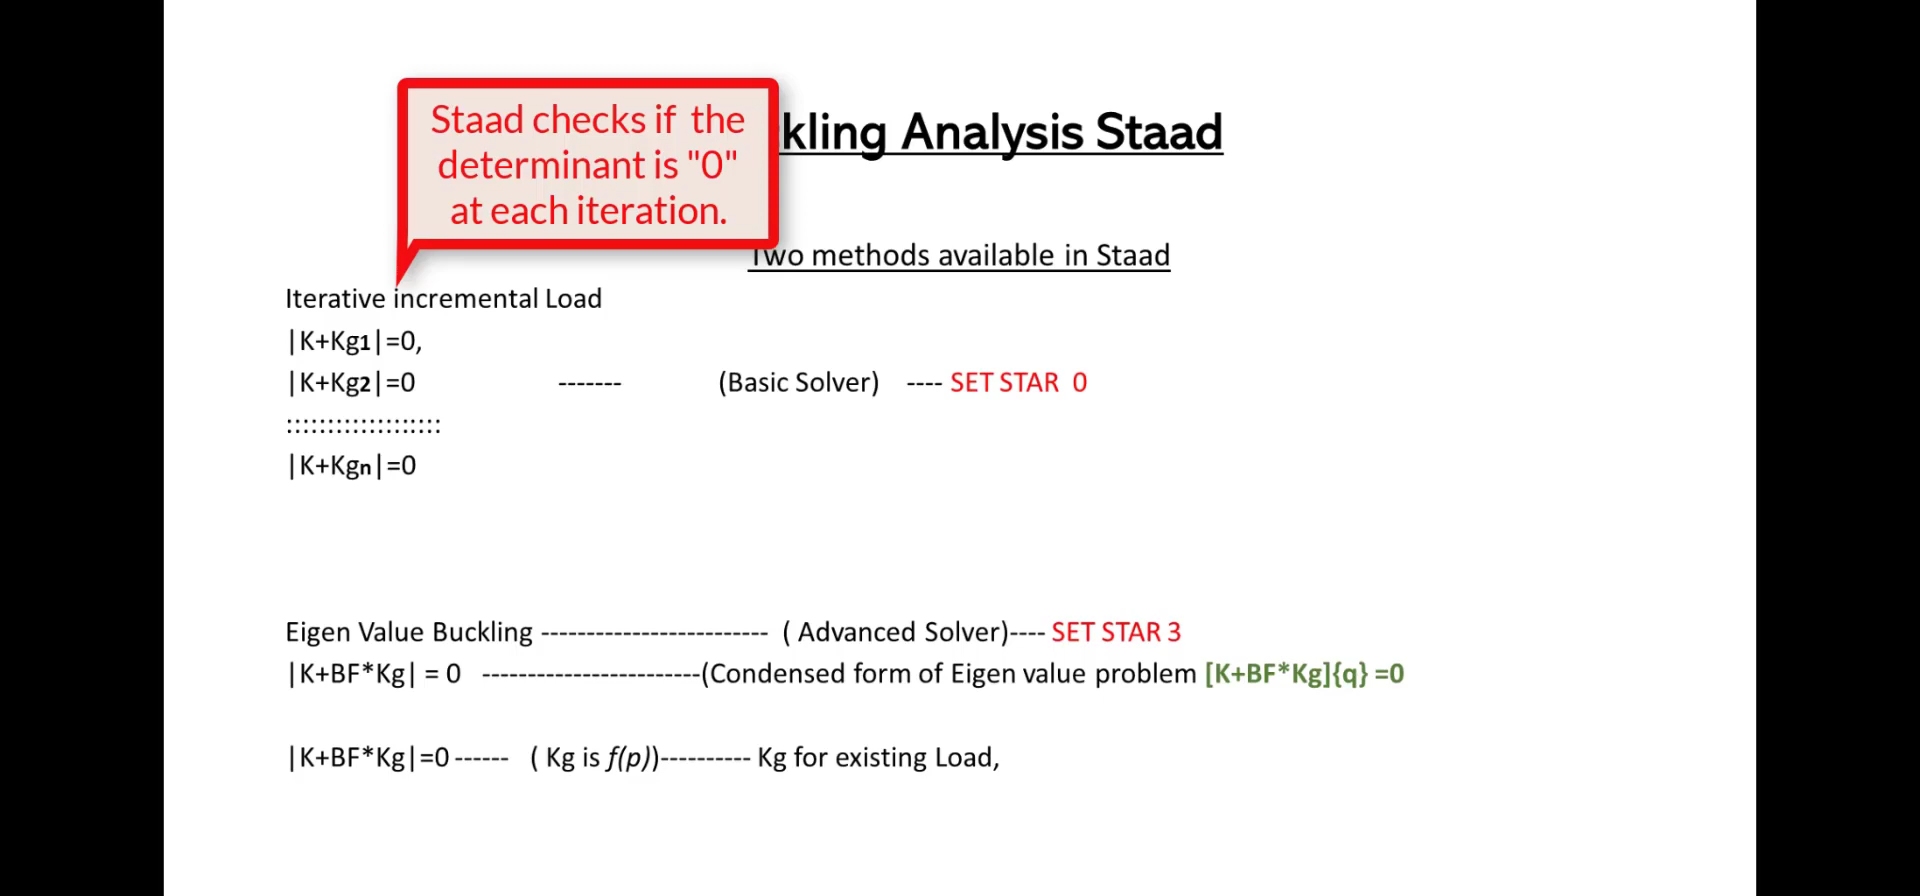 Staad checks if the
determinant is "0"
at each iteration.
kling Analysis Staad
Two methods available in Staad
Iterative incremental Load
|K+Kg1|=0,
|K+Kg2|=0 ------- (Basic Solver) ---- SET STAR 0
:::::::::::::::::::
|K+Kgn|=0
Eigen Value Buckling ------------------------- ( Advanced Solver)---- SET STAR 3
|K+BF*Kg| = 0 ------------------------(Condensed form of Eigen value problem [K+BF*Kg]{q} =0
|K+BF*Kg|=0 ------ ( Kg is f(p))---------- Kg for existing Load,